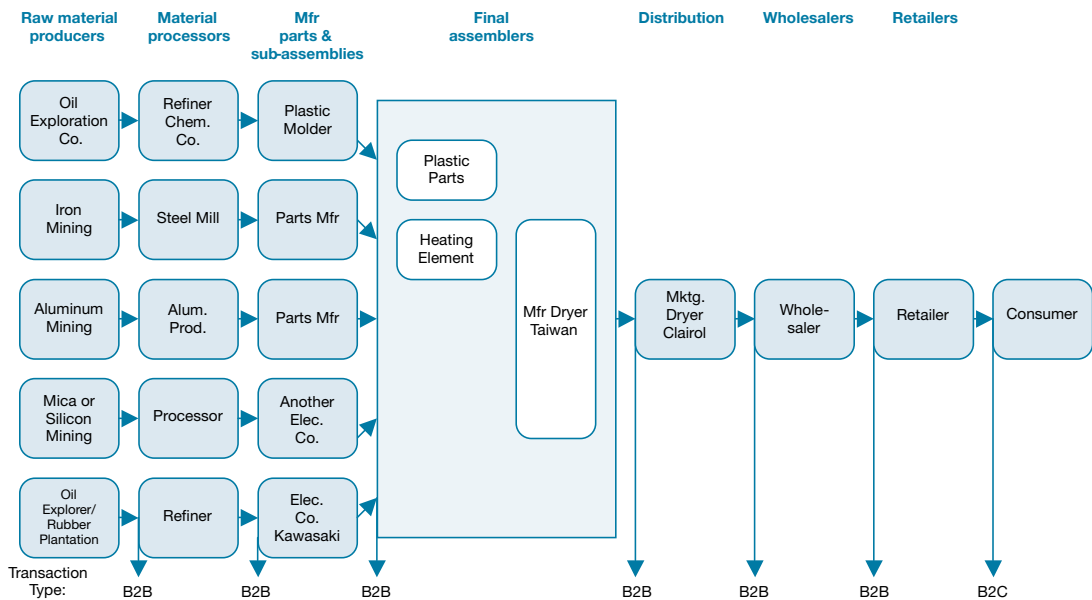 Raw material
producers
Material
processors
Mfr
parts &
sub-assemblies
Final
assemblers
Distribution
Wholesalers
Retailers
Oil
Exploration
Co.
Refiner
Chem.
Co.
Plastic
Molder
Plastic
Parts
Iron
Mining
Steel Mill
Parts Mfr
Heating
Element
Aluminum
Mining
Alum.
Prod.
Parts Mfr
Mfr Dryer
Taiwan
Mktg.
Dryer
Clairol
Whole-
saler
Retailer
Consumer
Mica or
Silicon
Mining
Processor
Another
Elec.
Co.
Oil
Explorer/
Rubber
Plantation
Refiner
Elec.
Co.
Kawasaki
Transaction
Type:
B2B
B2B
B2B
B2B
B2B
B2B
B2C